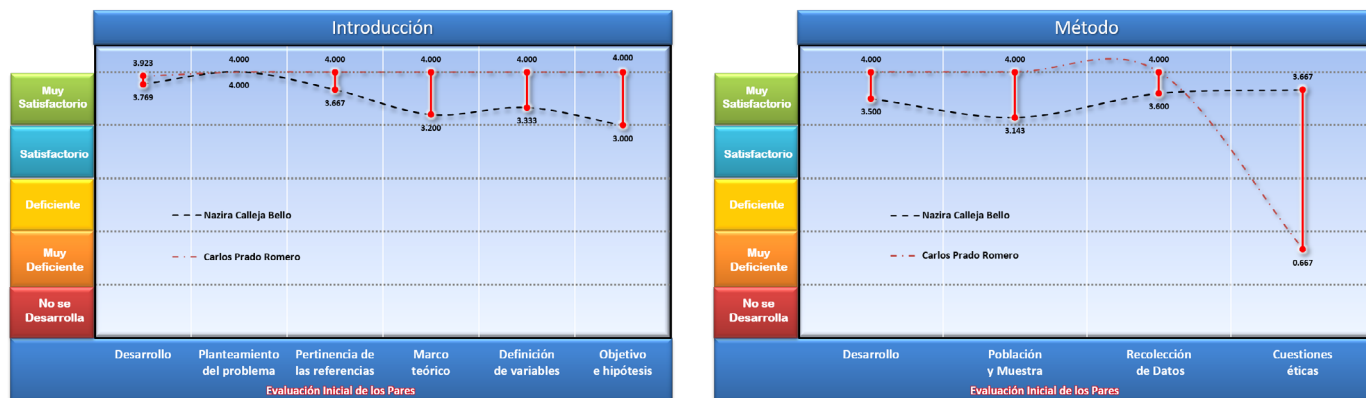 Introducción
3.923
4.000
4.000
4.000
4.000
4.000
3.769
4.000
3.667
3.200
3.333
3.000
Muy
Satisfactorio
Satisfactorio
Deficiente
Muy
Deficiente
No se
Desarrolla
Nazira Calleja Bello
Carlos Prado Romero
Desarrollo
Planteamiento
del problema
Pertinencia de
las referencias
Marco
teórico
Definición
de variables
Objetivo
e hipótesis
Evaluación Inicial de los Pares
Método
4.000
4.000
4.000
3.667
3.500
3.143
3.600
0.667
Muy
Satisfactorio
Satisfactorio
Deficiente
Muy
Deficiente
No se
Desarrolla
Nazira Calleja Bello
Carlos Prado Romero
Desarrollo
Población
y Muestra
Recolección
de Datos
Cuestiones
éticas
Evaluación Inicial de los Pares